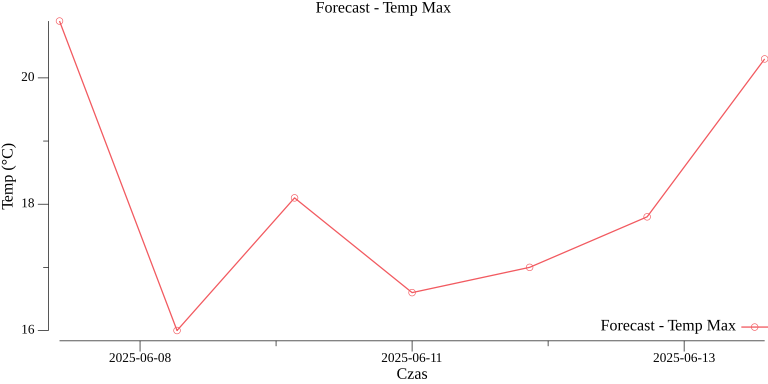 Forecast - Temp Max
20
18
16
Temp (°C)
Forecast - Temp Max
2025-06-08
2025-06-11
2025-06-13
Czas